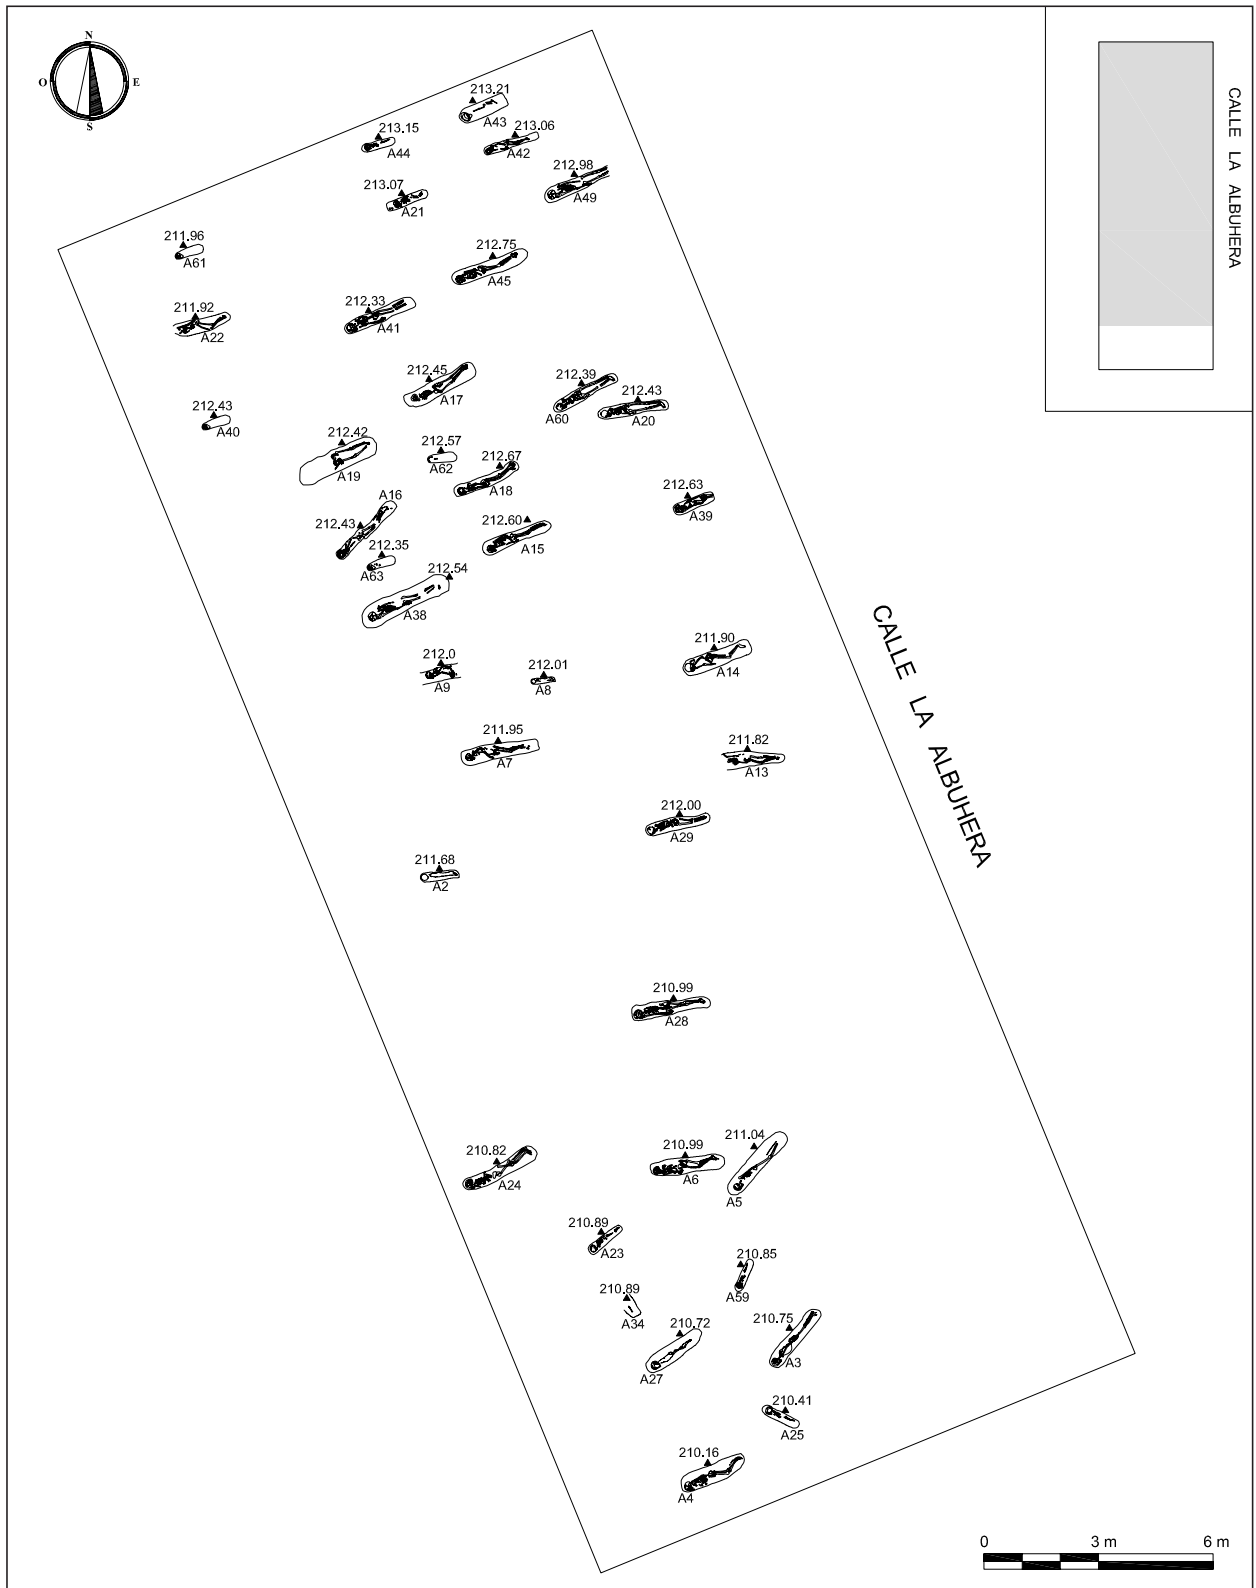 N
O
E
S
213.21
A43
213.15
A44
213.06
A42
212.98
A49
213.07
A21
211.96
A61
212.75
A45
211.92
A22
212.33
A41
212.45
A17
212.39
A60
212.43
A20
212.43
A40
212.42
A19
212.57
A62
212.67
A18
212.63
A39
A16
212.43
212.60
A15
212.35
A63
212.54
A38
212.0
A9
212.01
A8
211.90
A14
211.95
A7
211.82
A13
212.00
A29
211.68
A2
210.99
A28
210.82
A24
210.99
A6
211.04
A5
210.89
A23
210.85
A59
210.89
A34
210.72
A27
210.75
A3
210.41
A25
210.16
A4
CALLE LA ALBUHERA
CALLE LA ALBUHERA
0 3 m 6 m